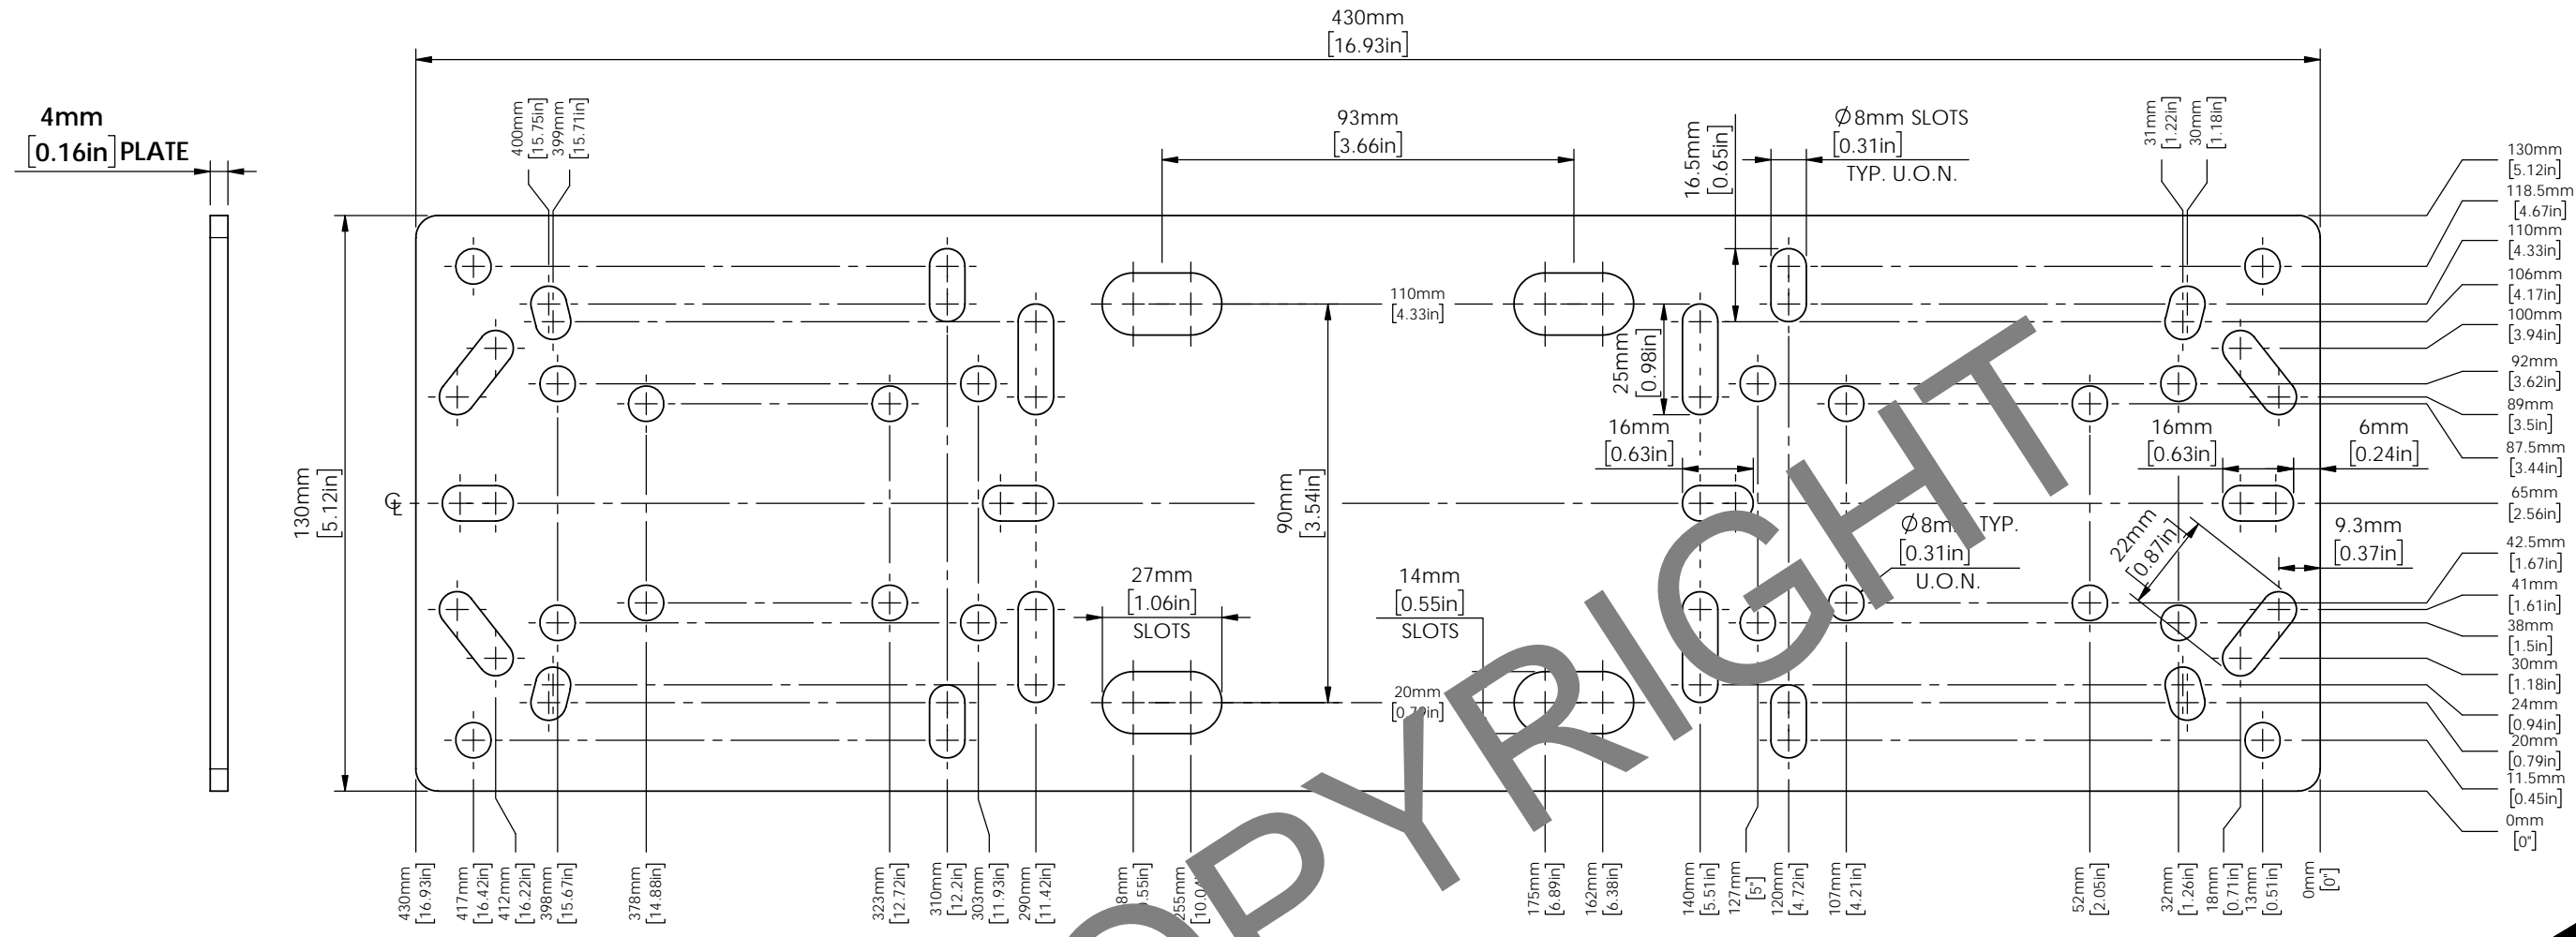 430mm
[16.93in]
4mm
[0.16in] PLATE
400mm
[15.75in]
399mm
[15.71in]
93mm
[3.66in]
16.5mm
[0.65in]
Ø8mm SLOTS
[0.31in]
TYP. U.O.N.
31mm
[1.22in]
30mm
[1.18in]
130mm
[5.12in]
118.5mm
[4.67in]
110mm
[4.33in]
106mm
[4.17in]
100mm
[3.94in]
92mm
[3.62in]
89mm
[3.5in]
87.5mm
[3.44in]
65mm
[2.56in]
42.5mm
[1.67in]
41mm
[1.61in]
38mm
[1.5in]
30mm
[1.18in]
24mm
[0.94in]
20mm
[0.79in]
11.5mm
[0.45in]
0mm
[0"]
110mm
[4.33in]
25mm
[0.98in]
16mm
[0.63in]
16mm
[0.63in]
6mm
[0.24in]
130mm
[5.12in]
CL
90mm
[3.54in]
TYP.
[0.31in]
U.O.N.
22mm
[0.87in]
9.3mm
[0.37in]
27mm
[1.06in]
SLOTS
14mm
[0.55in]
SLOTS
20mm
430mm
[16.93in]
417mm
[16.42in]
412mm
[16.22in]
398mm
[15.67in]
378mm
[14.88in]
323mm
[12.72in]
310mm
[12.2in]
303mm
[11.93in]
290mm
[11.42in]
255mm
175mm
[6.89in]
162mm
[6.38in]
140mm
[5.51in]
127mm
[5"]
120mm
[4.72in]
107mm
[4.21in]
52mm
[2.05in]
32mm
[1.26in]
18mm
[0.71in]
13mm
[0.51in]
0mm
[0"]
OPYRIGHT